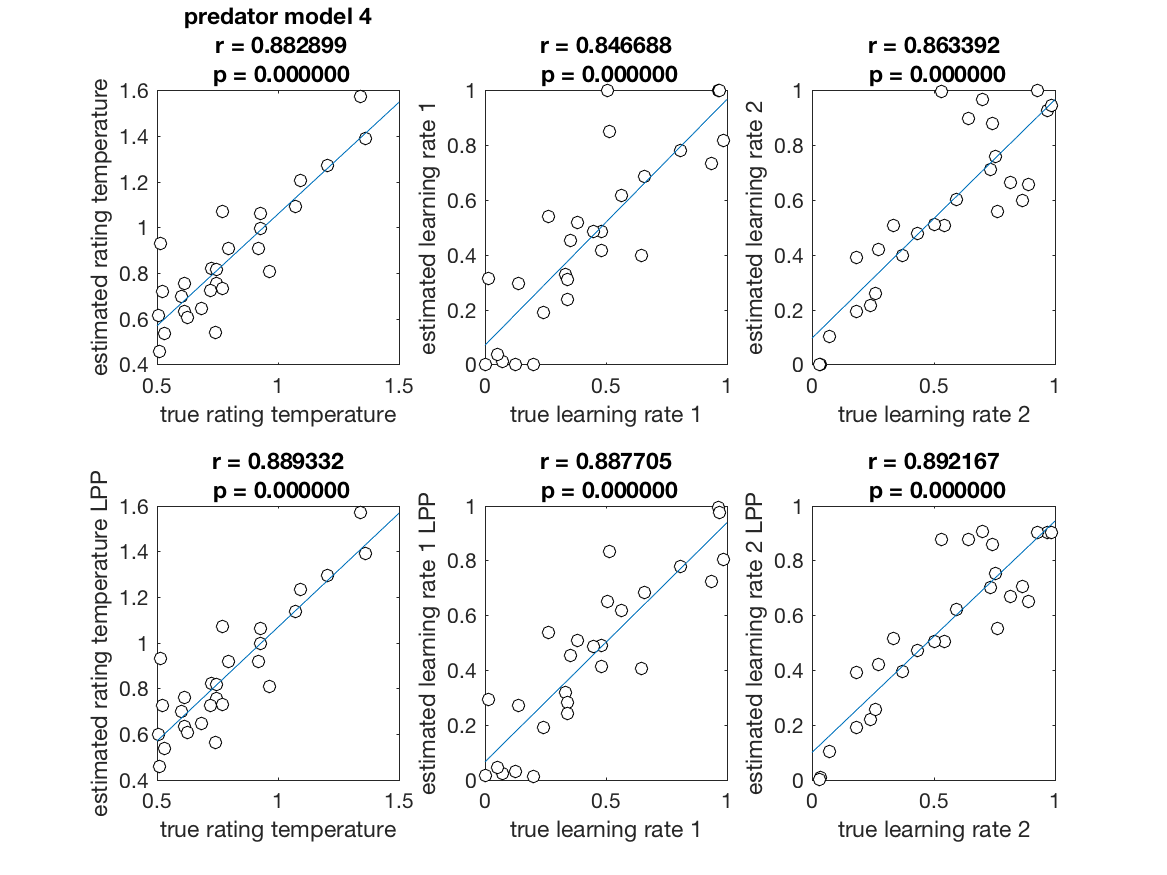 predator model 4
r = 0.882899
p = 0.000000
1.6
1.4
1.2
1
0.8
0.6
0.4
0.5
1
1.5
estimated rating temperature
true rating temperature
r = 0.846688
p = 0.000000
1
0.8
0.6
0.4
0.2
0
0
0.5
1
estimated learning rate 1
true learning rate 1
r = 0.863392
p = 0.000000
1
0.8
0.6
0.4
0.2
0
0
0.5
1
estimated learning rate 2
true learning rate 2
r = 0.889332
p = 0.000000
1.6
1.4
1.2
1
0.8
0.6
0.4
0.5
1
1.5
estimated rating temperature LPP
true rating temperature
r = 0.887705
p = 0.000000
1
0.8
0.6
0.4
0.2
0
0
0.5
1
estimated learning rate 1 LPP
true learning rate 1
r = 0.892167
p = 0.000000
1
0.8
0.6
0.4
0.2
0
0
0.5
1
estimated learning rate 2 LPP
true learning rate 2